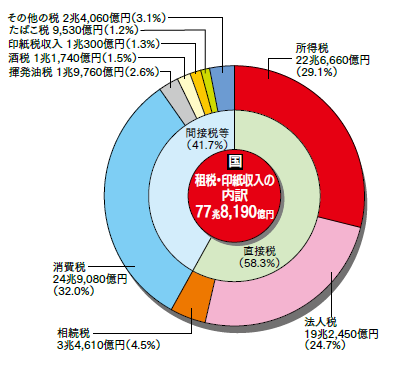 その他の税 2兆4,060億円(3.1%)
たばこ税 9,530億円(1.2%)
印紙税収入 1兆300億円(1.3%)
酒税 1兆1,740億円(1.5%)
揮発油税 1兆9,760億円(2.6%)
所得税
22兆6,660億円
(29.1%)
間接税等
(41.7%)
国
租税・印紙収入の
内訳
77兆8,190億円
直接税
(58.3%)
消費税
24兆9,080億円
(32.0%)
相続税
3兆4,610億円(4.5%)
法人税
19兆2,450億円
(24.7%)